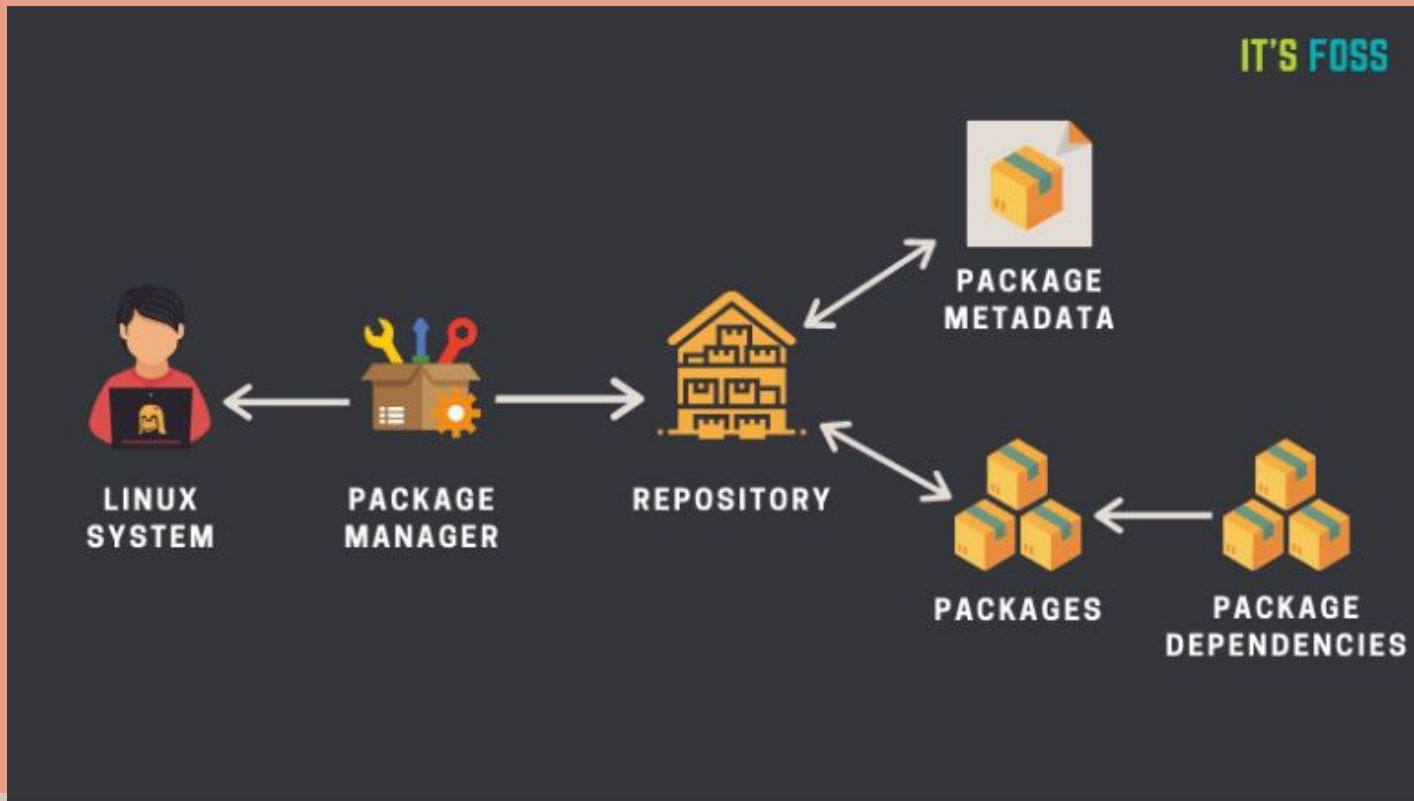 IT'S FOSS
PACKAGE
METADATA
LINUX
SYSTEM
PACKAGE
MANAGER
REPOSITORY
PACKAGES
PACKAGE
DEPENDENCIES